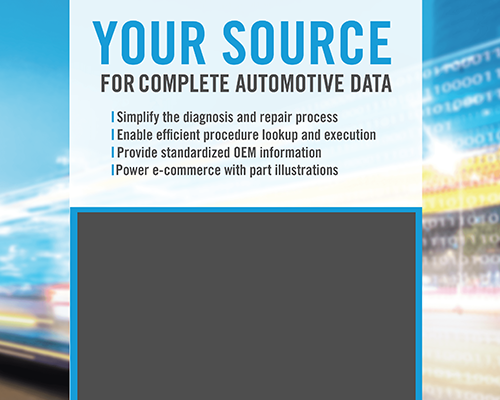 YOUR SOURCE
FOR COMPLETE AUTOMOTIVE DATA
Simplify the diagnosis and repair process
Enable efficient procedure lookup and execution
Provide standardized OEM information
Power e-commerce with part illustrations